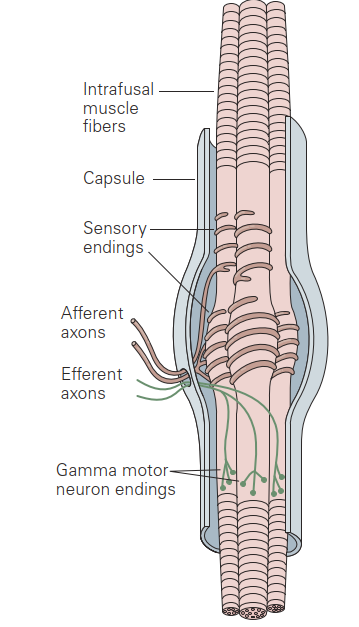 Intrafusal
muscle
fibers
Capsule
Sensory
endings
Afferent
axons
Efferent
axons
Gamma motor
neuron endings